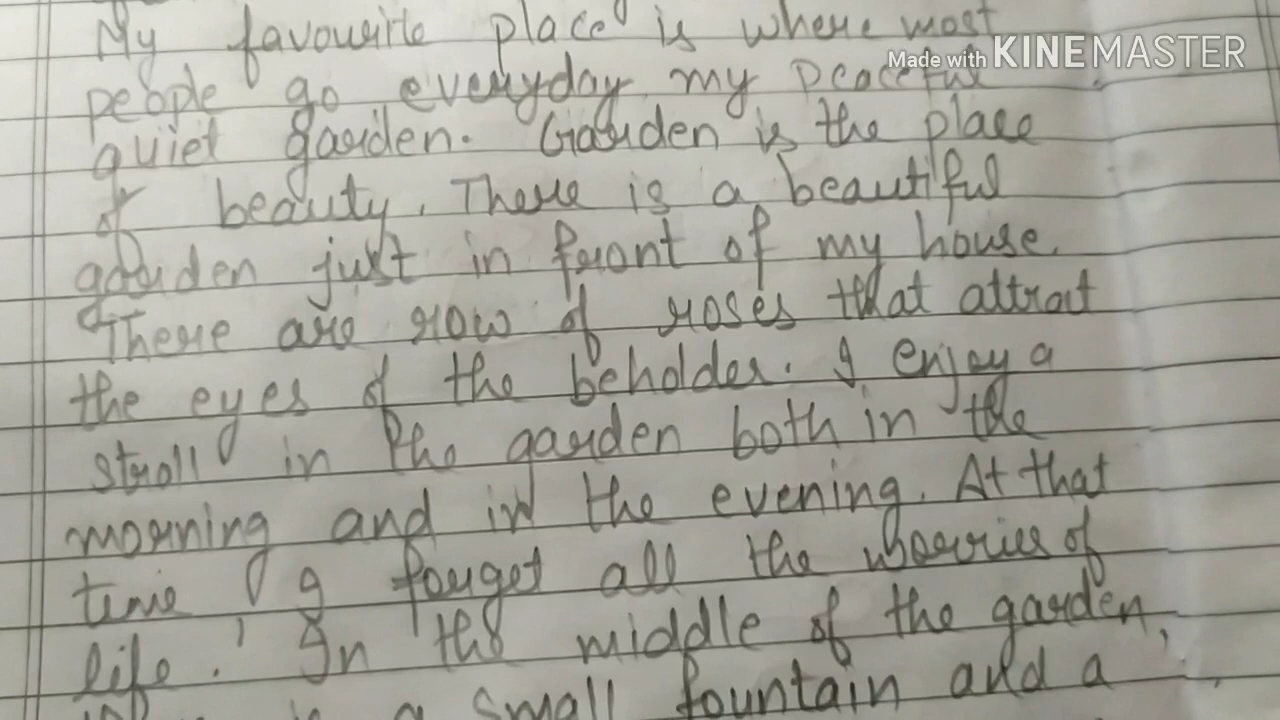 My favourite place is where most
Made with KINEMASTER
people go everyday my peaceful
quiet garden. Garden is the place
of beauty. There is a beautiful
garden just in front of my house.
There are row of roses that attract
the eyes of the beholder. I enjoy a
stroll in the garden both in the
morning and in the evening. At that
time I forget all the whorries of
life. In the middle of the garden,
is a small fountain and a